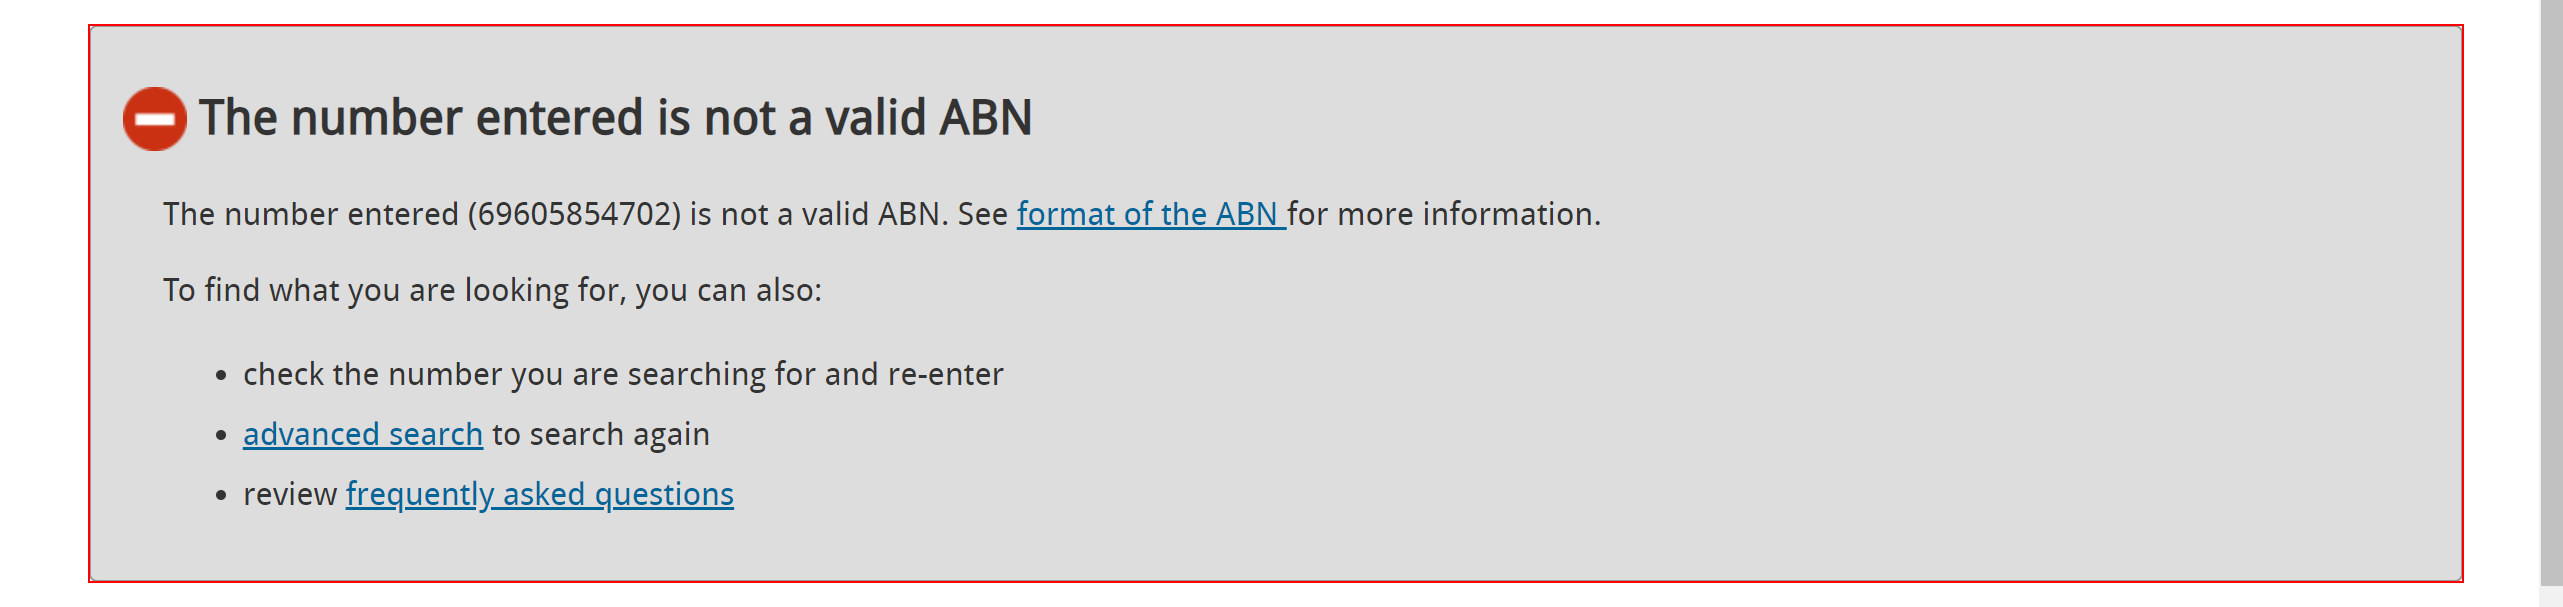 The number entered is not a valid ABN
The number entered (69605854702) is not a valid ABN. See format of the ABN for more information.
To find what you are looking for, you can also:
• check the number you are searching for and re-enter
• advanced search to search again
• review frequently asked questions